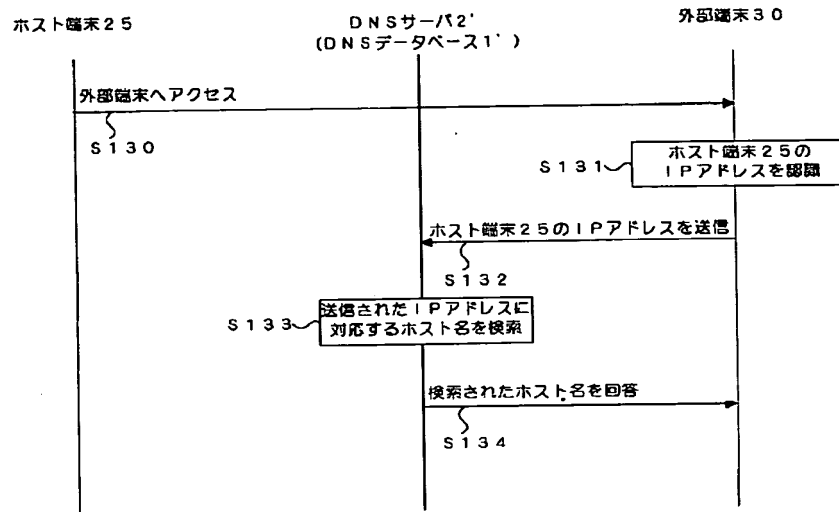 ホスト端末25
DNSサーバ2'
(DNSデータベース1')
外部端末30
外部端末へアクセス
S130
S131
ホスト端末25の
IPアドレスを認識
ホスト端末25のIPアドレスを送信
S132
S133
送信されたIPアドレスに
対応するホスト名を検索
検索されたホスト名を回答
S134